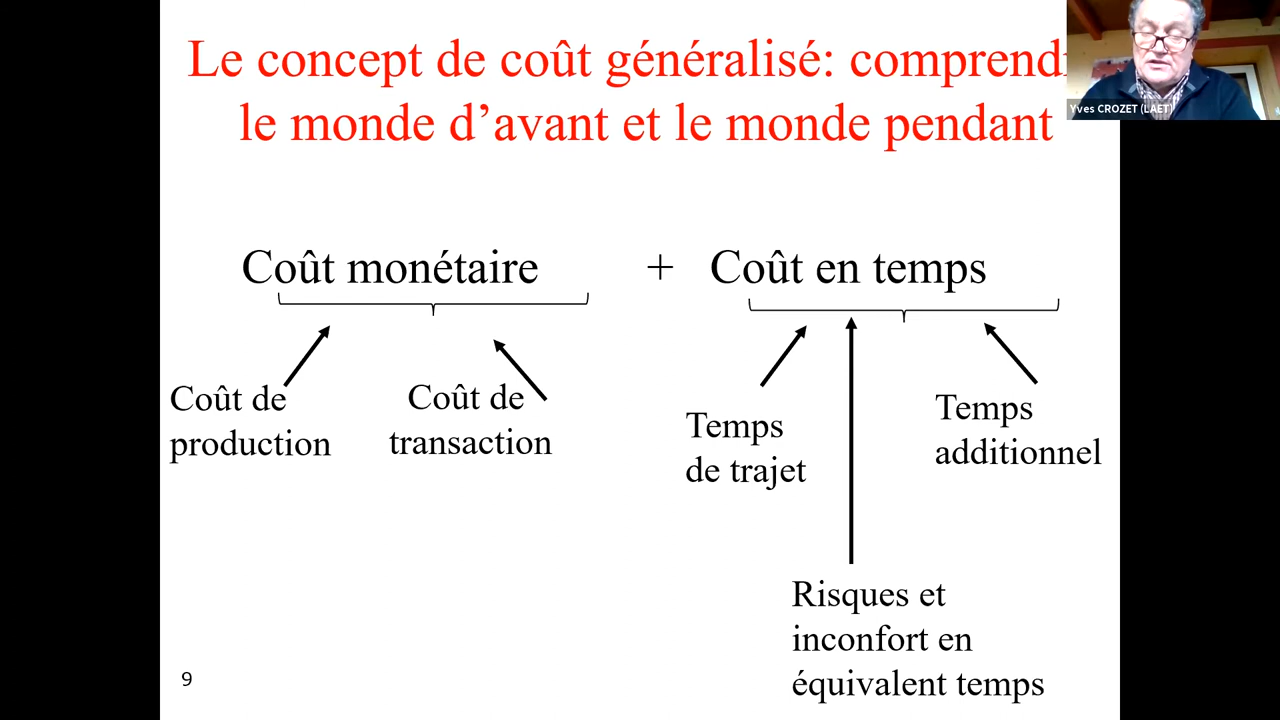 Le concept de coût généralisé: comprend
le monde d’avant et le monde pendant
Yves CROZET (LAET)
Coût monétaire + Coût en temps
Coût de production
Coût de transaction
Temps de trajet
Temps additionnel
Risques et
inconfort en
équivalent temps
9